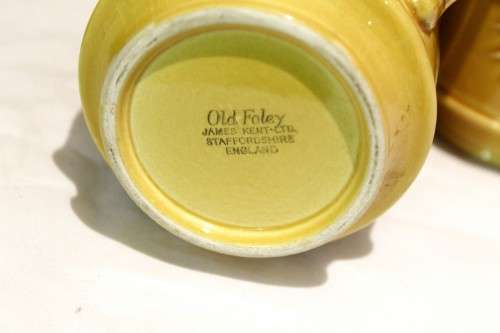 Old Foley
JAMES KENT LTD.
STAFFORDSHIRE
ENGLAND